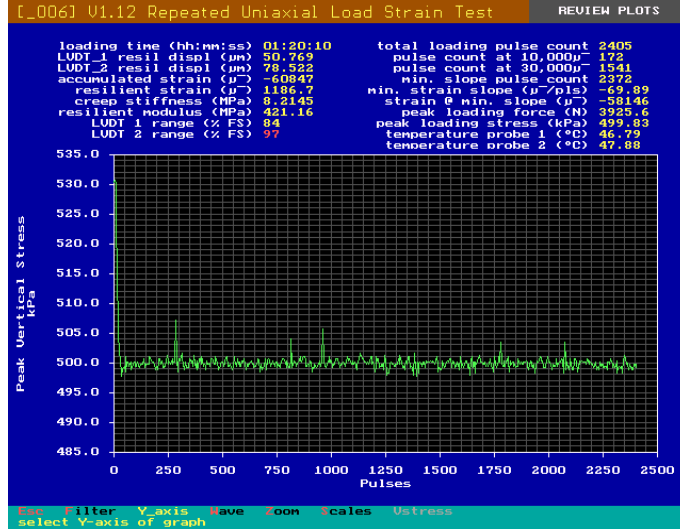 [_006] V1.12 Repeated Uniaxial Load Strain Test REVIEW PLOTS
loading time (hh:mm:ss) 01:20:10 total loading pulse count 2405
LVDT_1 resil displ (µm) 50.769 pulse count at 10,000µ¯ 172
LVDT_2 resil displ (µm) 78.522 pulse count at 30,000µ¯ 1541
accumulated strain (µ¯) -60847 min. slope pulse count 2372
resilient strain (µ¯) 1186.7 min. strain slope (µ¯/pls) -69.89
creep stiffness (MPa) 8.2145 strain @ min. slope (µ¯) -58146
resilient modulus (MPa) 421.16 peak loading force (N) 3925.6
LVDT 1 range (% FS) 84 peak loading stress (kPa) 499.83
LVDT 2 range (% FS) 97 temperature probe 1 (ºC) 46.79
temperature probe 2 (ºC) 47.88
535.0
530.0
525.0
520.0
515.0
510.0
505.0
500.0
495.0
490.0
485.0
Peak Vertical Stress
kPa
0 250 500 750 1000 1250 1500 1750 2000 2250 2500
Pulses
Esc Filter Y_axis Wave Zoom Scales Vstress
select Y-axis of graph